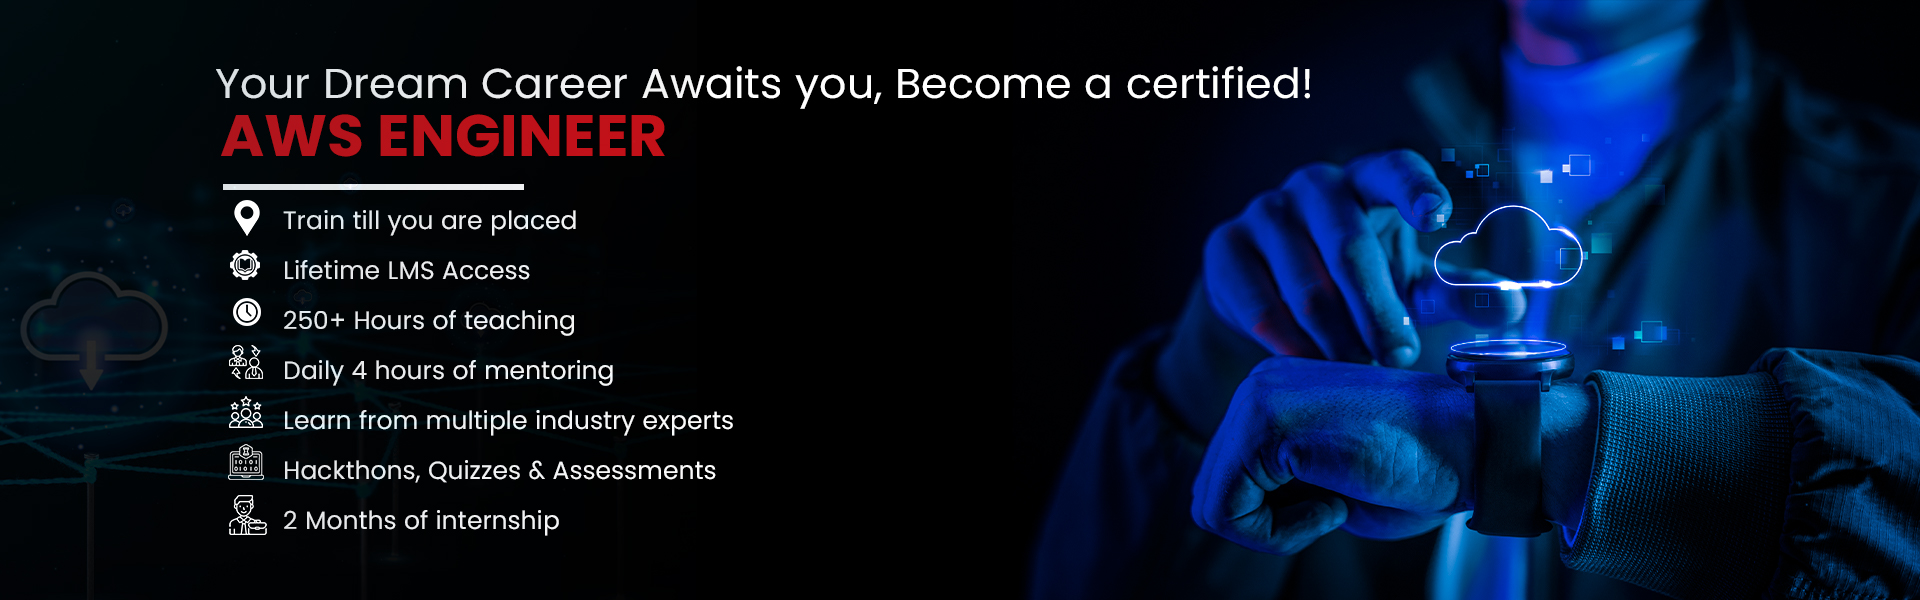 Your Dream Career Awaits you, Become a certified!
AWS ENGINEER
Train till you are placed
Lifetime LMS Access
250+ Hours of teaching
Daily 4 hours of mentoring
Learn from multiple industry experts
Hackthons, Quizzes & Assessments
2 Months of internship